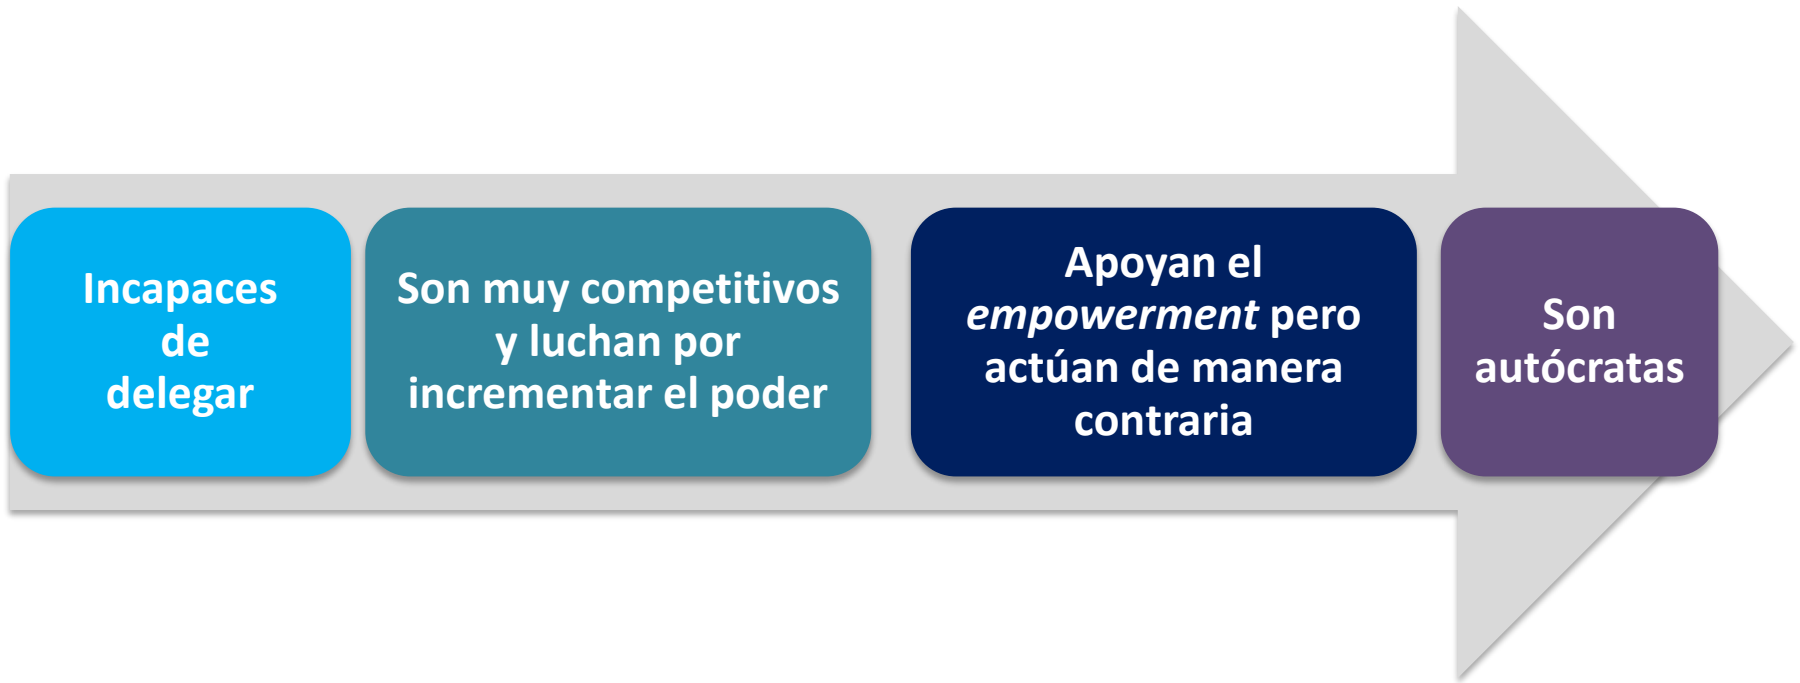 Incapaces
de
delegar
Son muy competitivos
y luchan por
incrementar el poder
Apoyan el
empowerment pero
actúan de manera
contraria
Son
autócratas